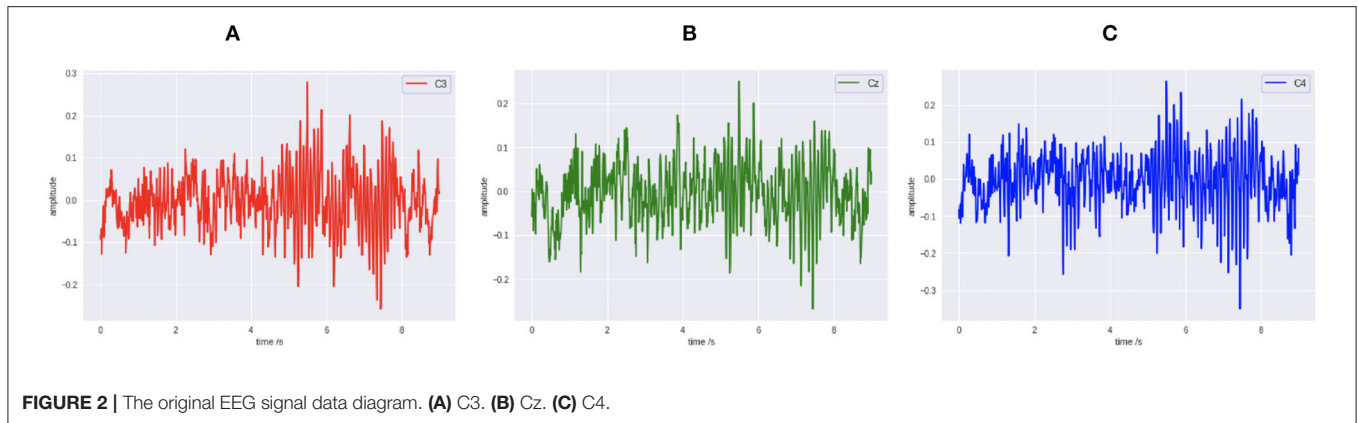 A
B
C
C3
Cz
C4
0.3
0.2
0.1
0.0
−0.1
−0.2
amplitude
0 2 4 6 8
time /s
0.2
0.1
0.0
−0.1
−0.2
amplitude
0 2 4 6 8
time /s
0.2
0.1
0.0
−0.1
−0.2
−0.3
amplitude
0 2 4 6 8
time /s
FIGURE 2 | The original EEG signal data diagram. (A) C3. (B) Cz. (C) C4.